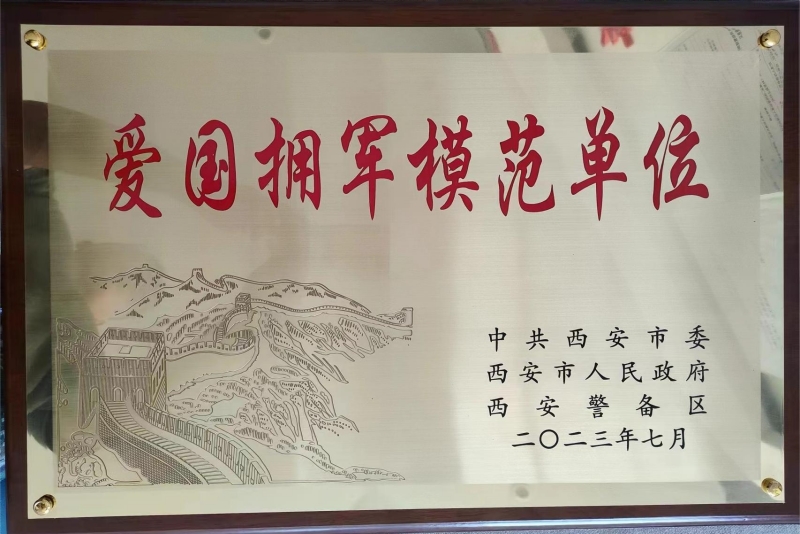 爱国拥军模范单位
中共西安市委
西安市人民政府
西安警备区
二〇二三年七月